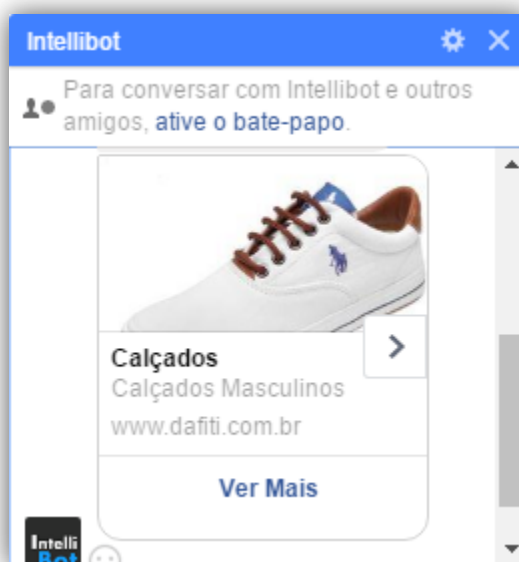 Intellibot
Para conversar com Intellibot e outros
amigos, ative o bate-papo.
Calçados
Calçados Masculinos
www.dafiti.com.br
Ver Mais
Intelli
Bot